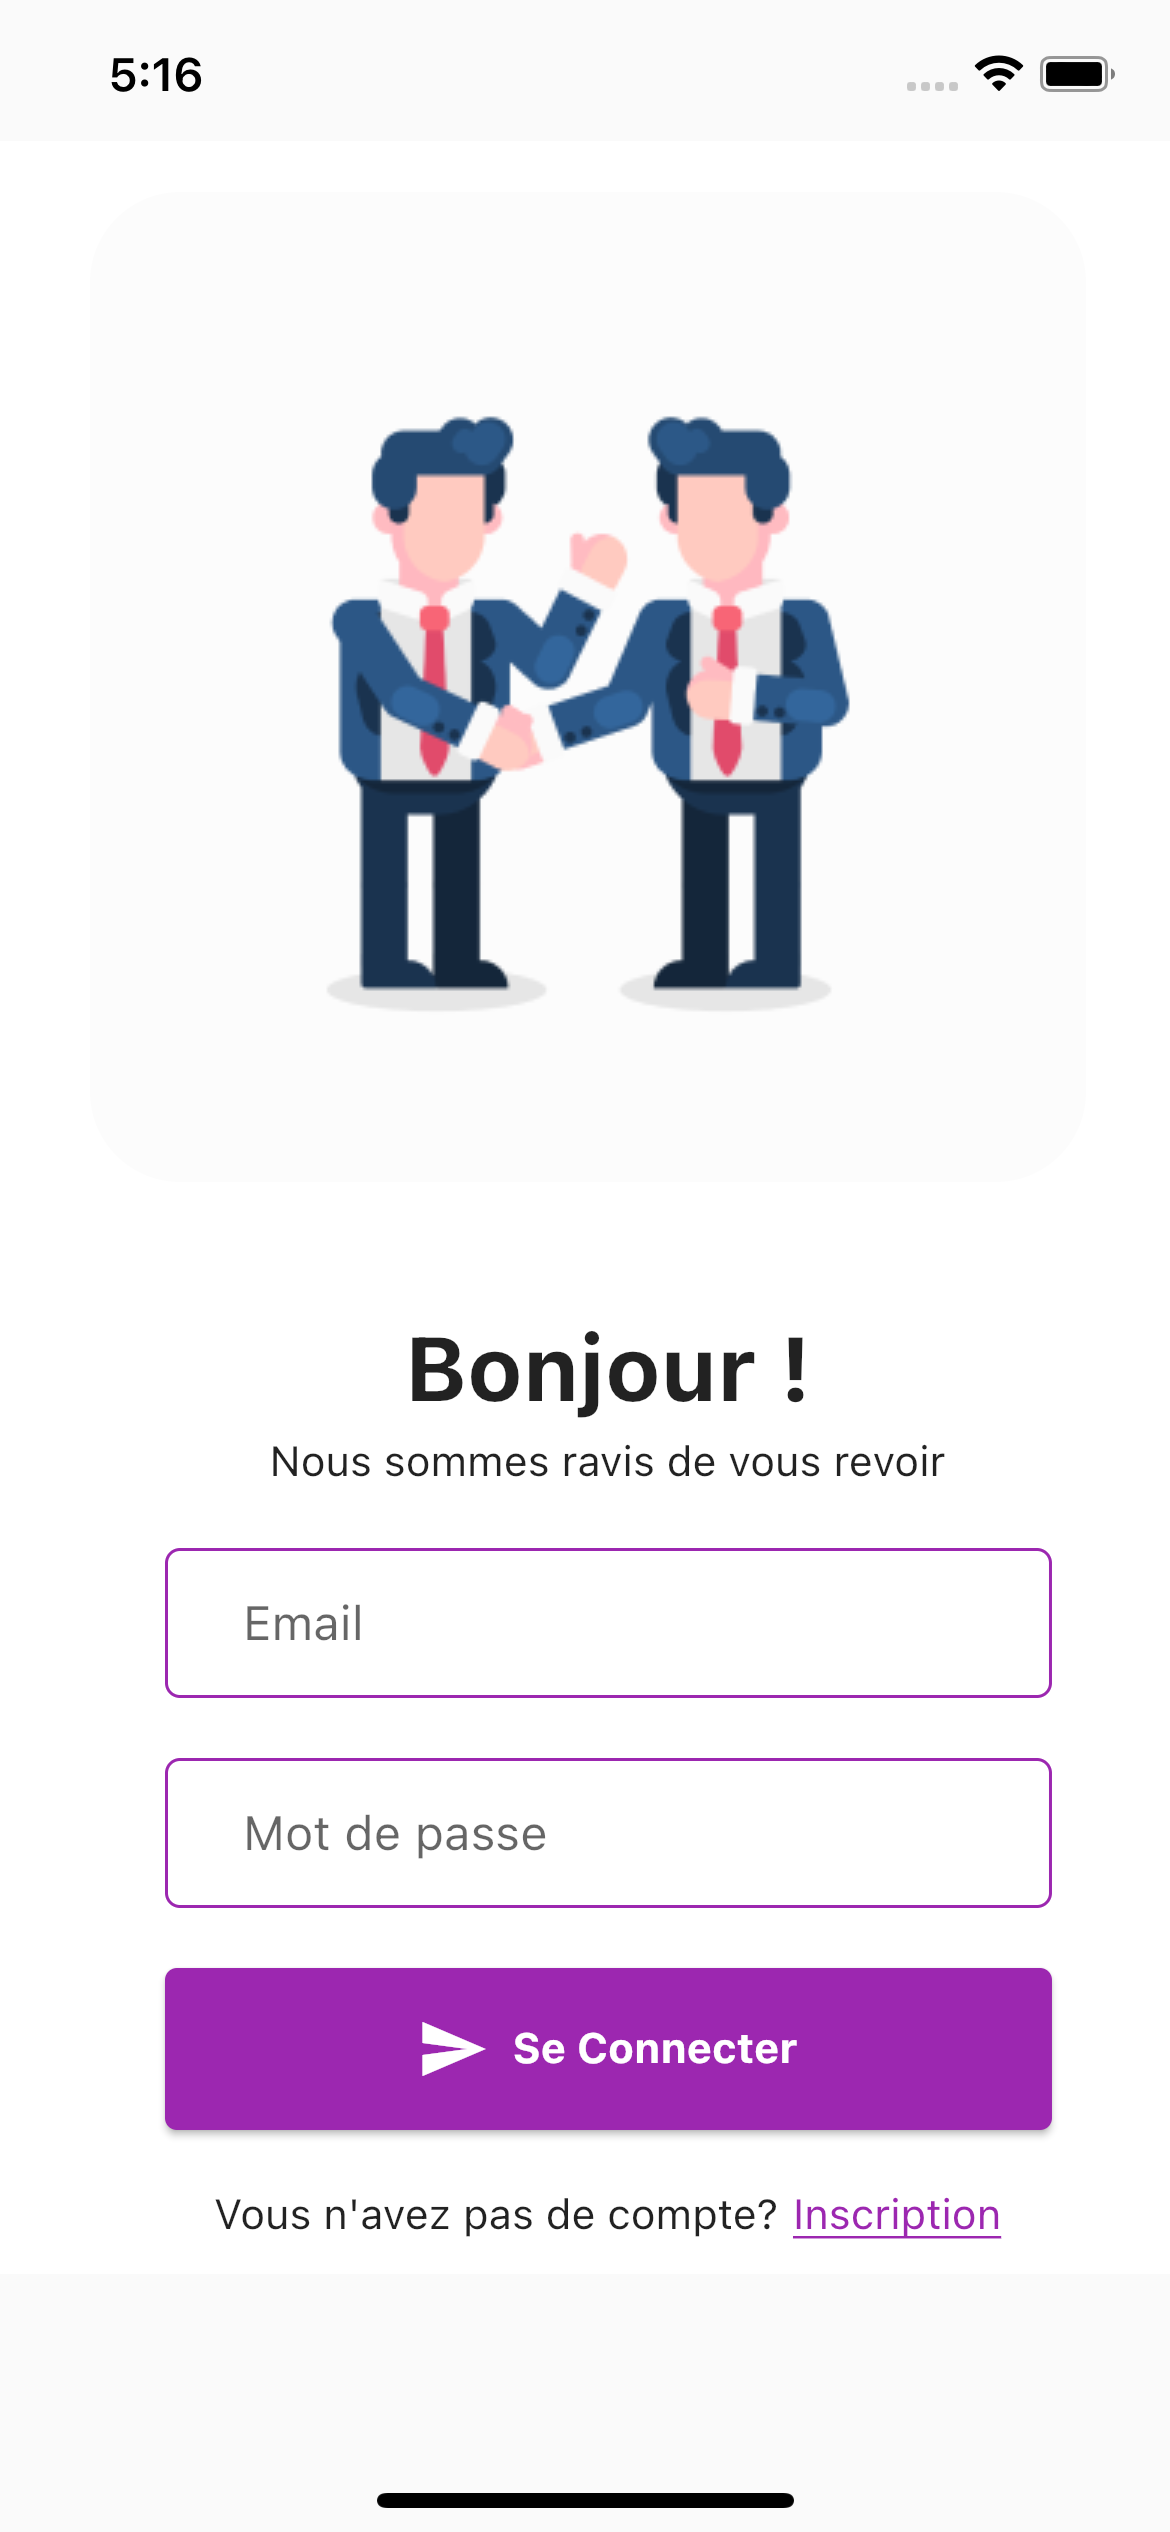 5:16
Bonjour !
Nous sommes ravis de vous revoir
Email
Mot de passe
Se Connecter
Vous n'avez pas de compte? Inscription